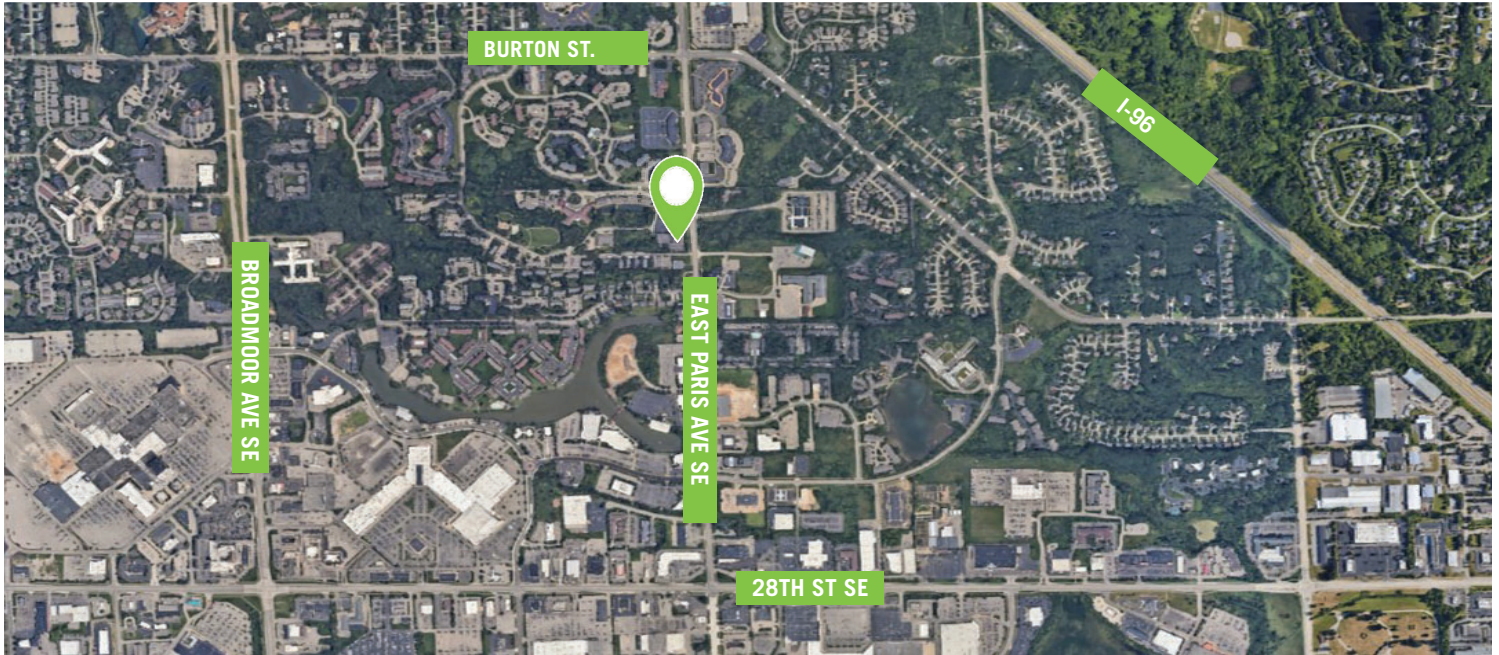 BURTON ST.
I-96
BROADMOOR AVE SE
EAST PARIS AVE SE
28TH ST SE